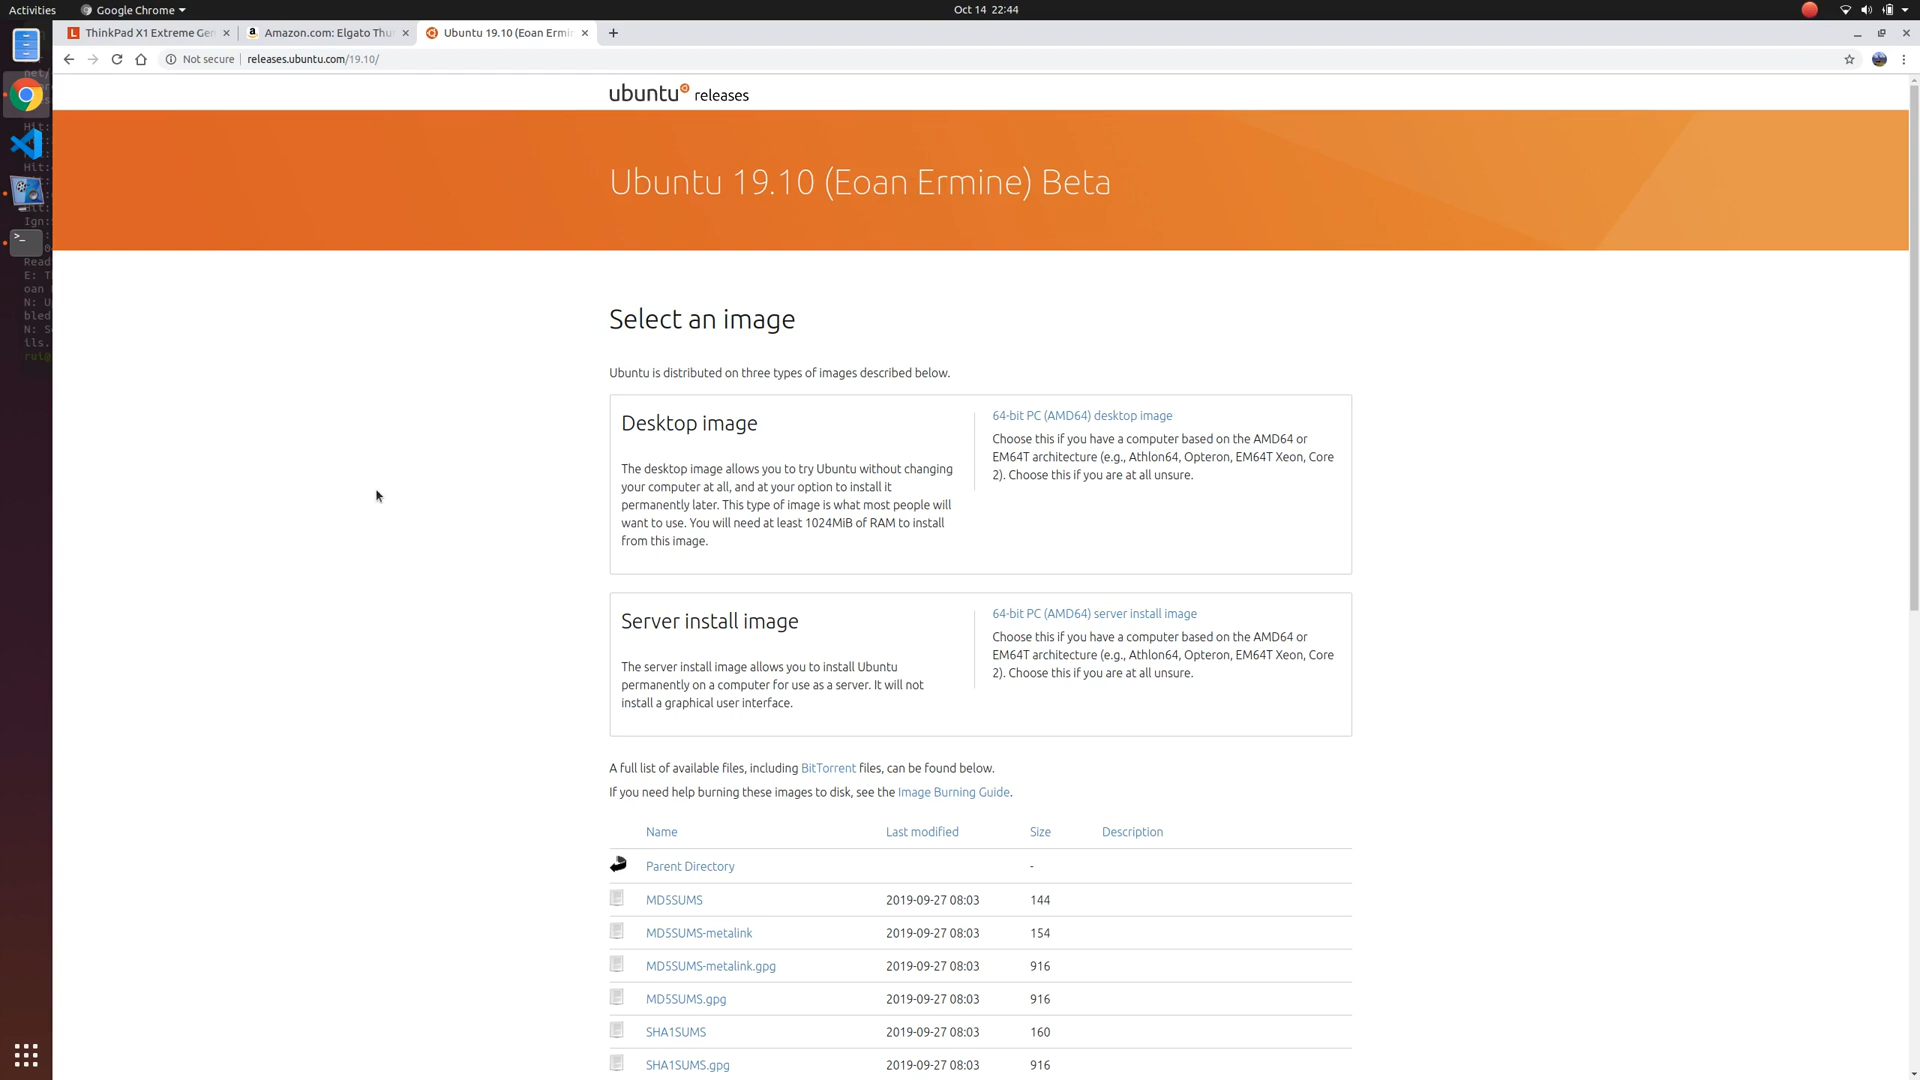 Activities
Google Chrome
Oct 14 22:44
ThinkPad X1 Extreme Gen
Amazon.com: Elgato Thu
Ubuntu 19.10 (Eoan Ermin
Not secure
releases.ubuntu.com/19.10/
ubuntu releases
Ubuntu 19.10 (Eoan Ermine) Beta
Select an image
Ubuntu is distributed on three types of images described below.
Desktop image
The desktop image allows you to try Ubuntu without changing
your computer at all, and at your option to install it
permanently later. This type of image is what most people will
want to use. You will need at least 1024MiB of RAM to install
from this image.
64-bit PC (AMD64) desktop image
Choose this if you have a computer based on the AMD64 or
EM64T architecture (e.g., Athlon64, Opteron, EM64T Xeon, Core
2). Choose this if you are at all unsure.
Server install image
The server install image allows you to install Ubuntu
permanently on a computer for use as a server. It will not
install a graphical user interface.
64-bit PC (AMD64) server install image
Choose this if you have a computer based on the AMD64 or
EM64T architecture (e.g., Athlon64, Opteron, EM64T Xeon, Core
2). Choose this if you are at all unsure.
A full list of available files, including BitTorrent files, can be found below.
If you need help burning these images to disk, see the Image Burning Guide.
Name Last modified Size Description
Parent Directory -
MD5SUMS 2019-09-27 08:03 144
MD5SUMS-metalink 2019-09-27 08:03 154
MD5SUMS-metalink.gpg 2019-09-27 08:03 916
MD5SUMS.gpg 2019-09-27 08:03 916
SHA1SUMS 2019-09-27 08:03 160
SHA1SUMS.gpg 2019-09-27 08:03 916